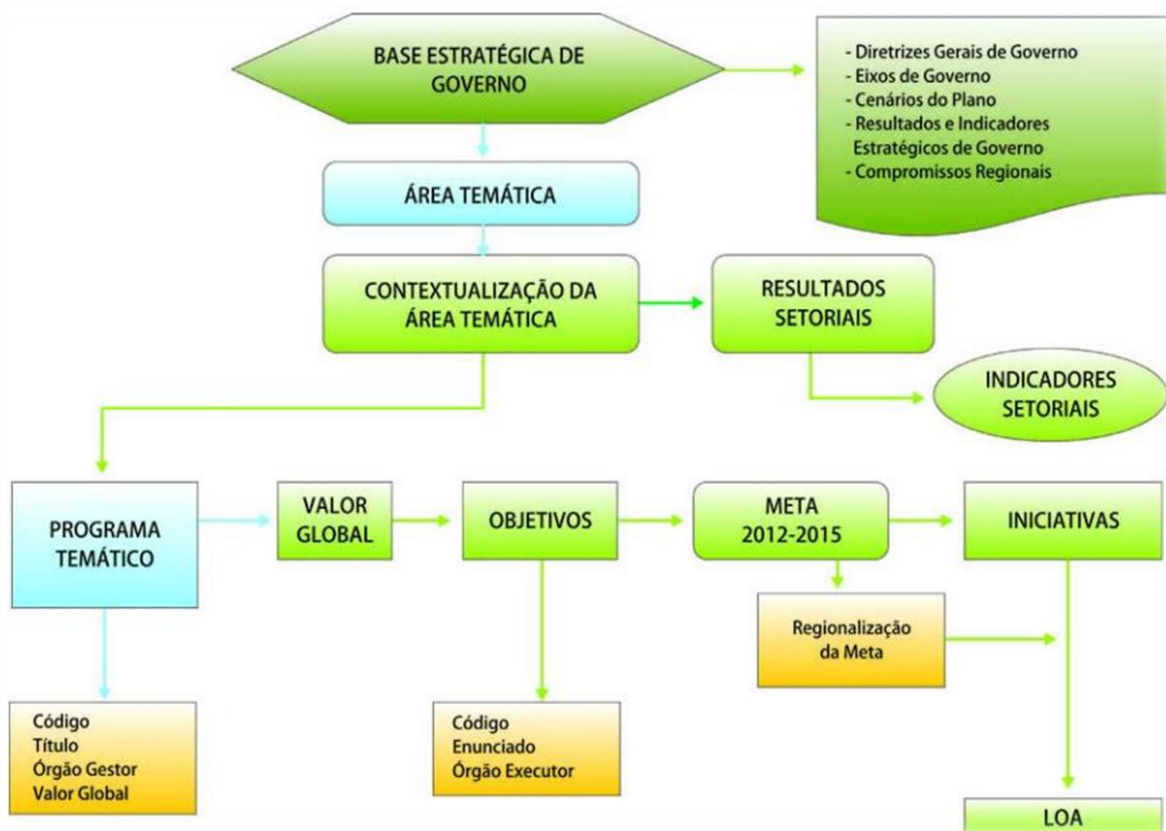 BASE ESTRATÉGICA DE
GOVERNO
- Diretrizes Gerais de Governo
- Eixos de Governo
- Cenários do Plano
- Resultados e Indicadores
Estratégicos de Governo
- Compromissos Regionais
ÁREA TEMÁTICA
CONTEXTUALIZAÇÃO DA
ÁREA TEMÁTICA
RESULTADOS
SETORIAIS
INDICADORES
SETORIAIS
PROGRAMA
TEMÁTICO
VALOR
GLOBAL
OBJETIVOS
META
2012-2015
INICIATIVAS
Regionalização
da Meta
Código
Título
Órgão Gestor
Valor Global
Código
Enunciado
Órgão Executor
LOA